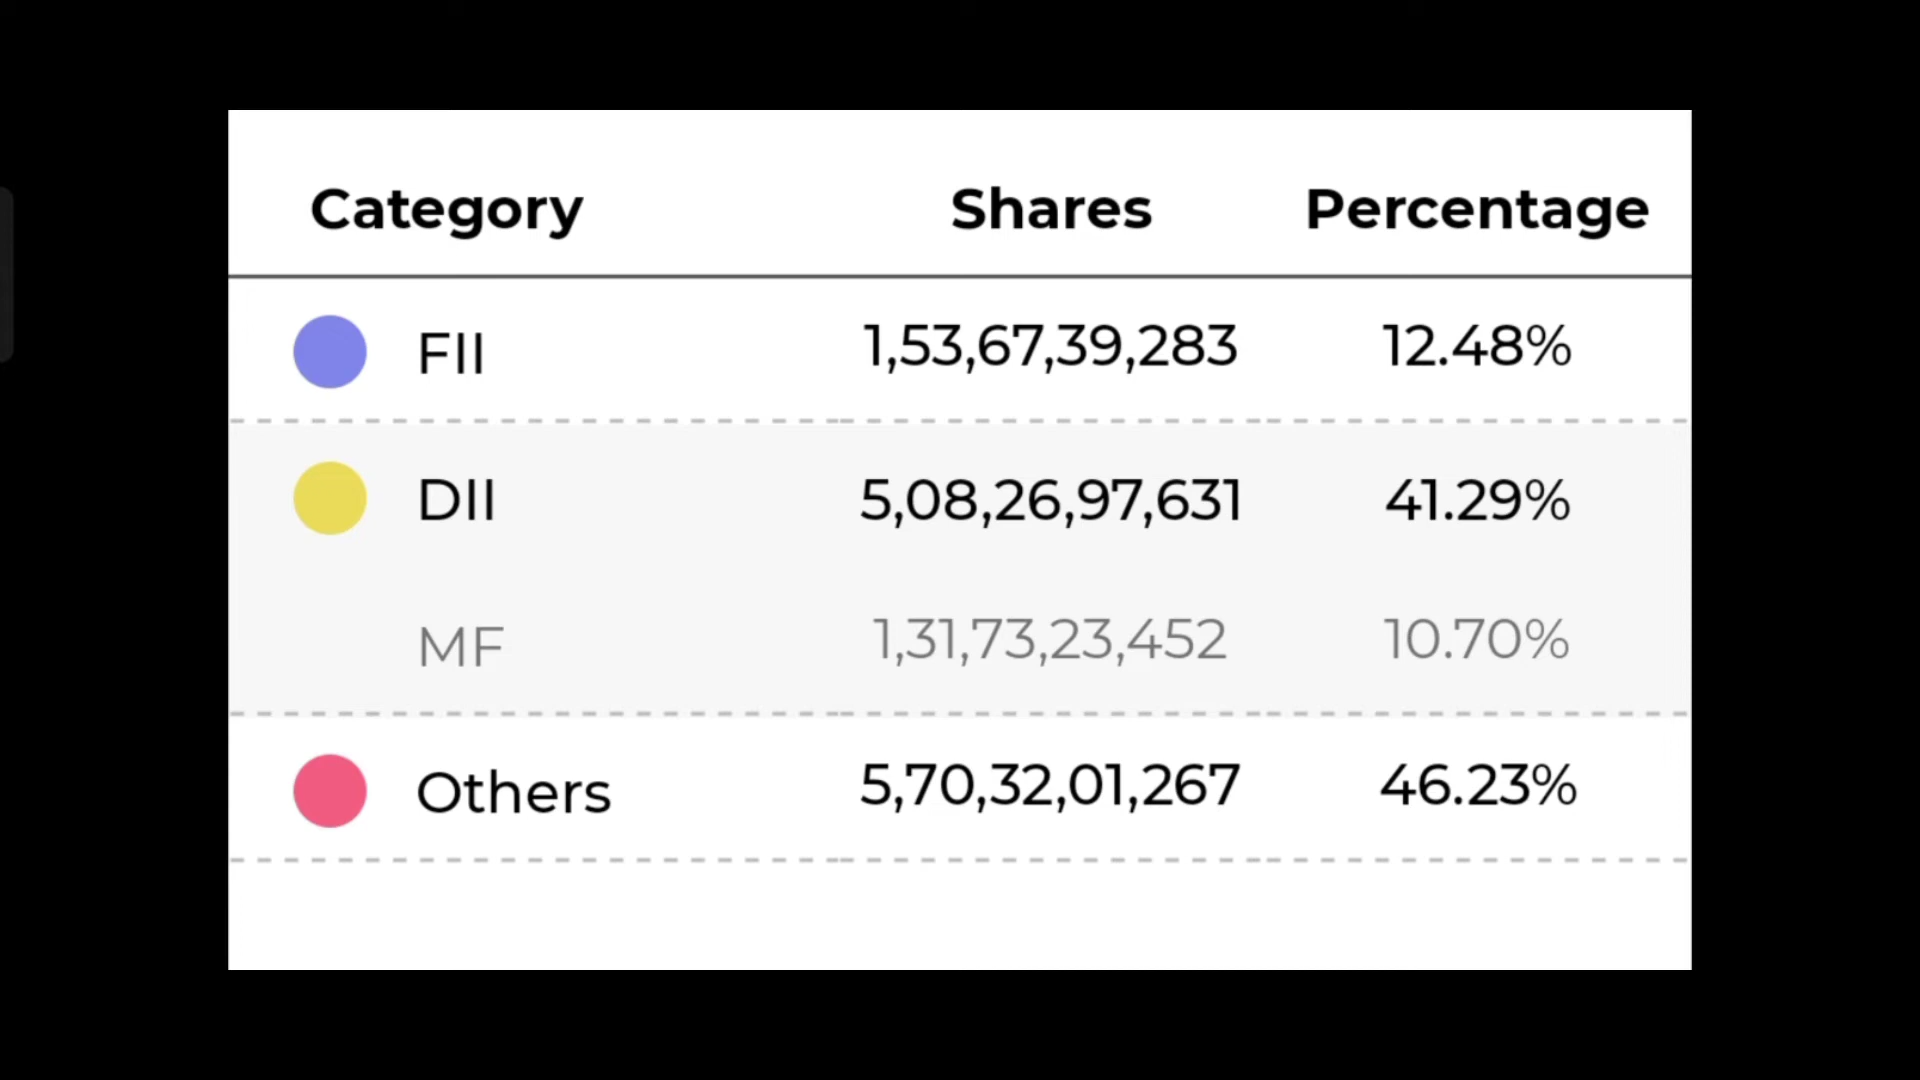 Category Shares Percentage
FII 1,53,67,39,283 12.48%
DII 5,08,26,97,631 41.29%
MF 1,31,73,23,452 10.70%
Others 5,70,32,01,267 46.23%